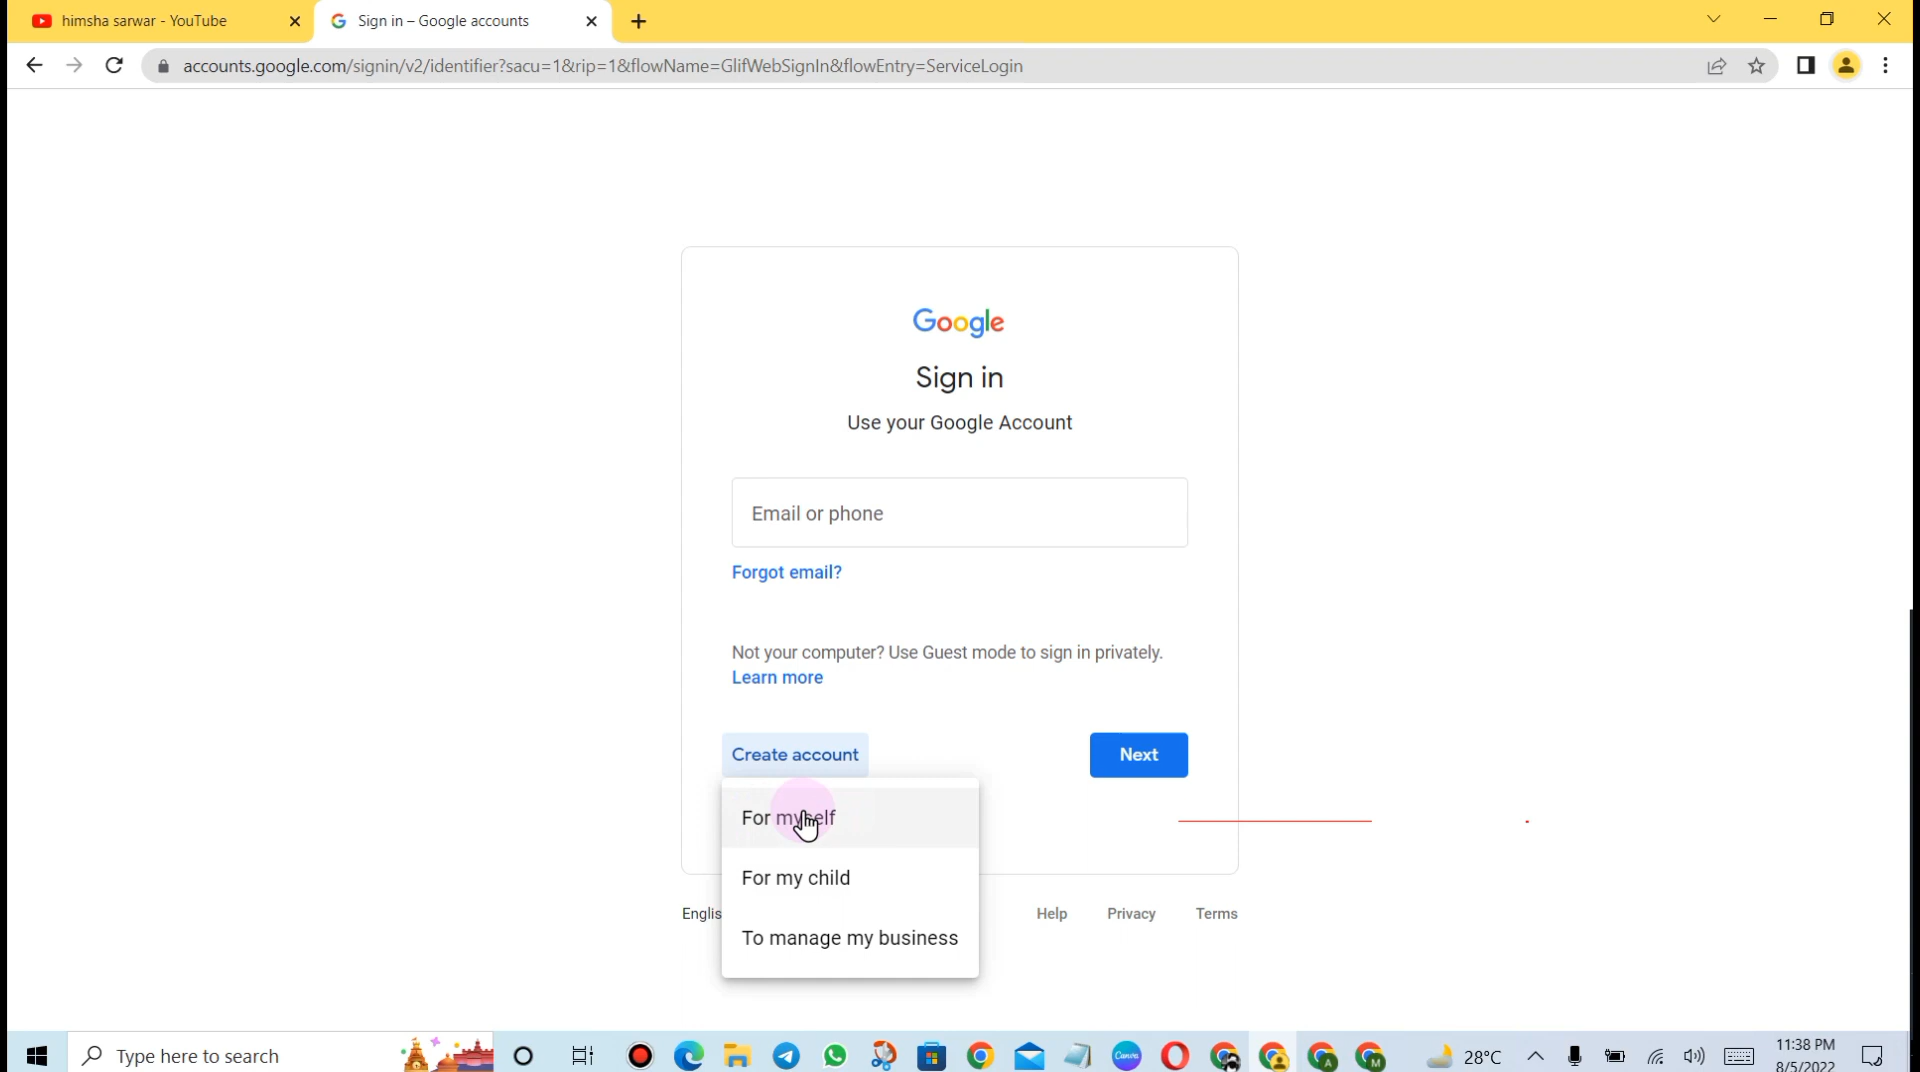 himsha sarwar - YouTube
Sign in – Google accounts
accounts.google.com/signin/v2/identifier?sacu=1&rip=1&flowName=GlifWebSignIn&flowEntry=ServiceLogin
Google
Sign in
Use your Google Account
Email or phone
Forgot email?
Not your computer? Use Guest mode to sign in privately.
Learn more
Create account
Next
For myself
For my child
To manage my business
Englis
Help
Privacy
Terms
Type here to search
Canva
A
M
28°C
11:38 PM
8/5/2022